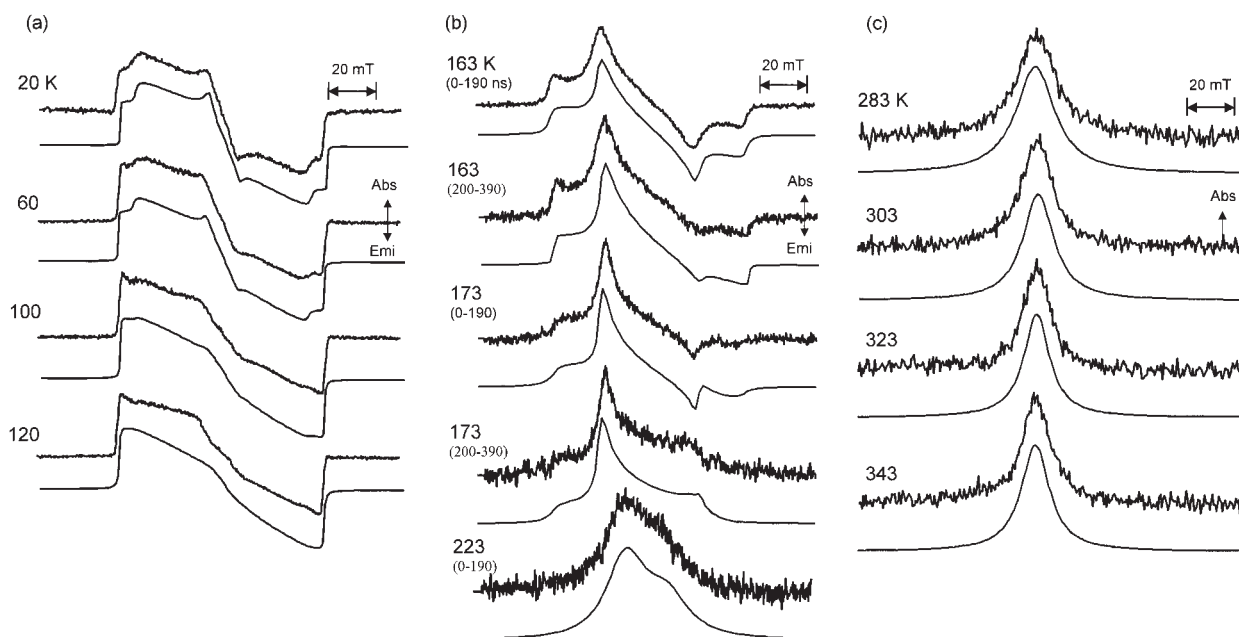 (a)
20 K
20 mT
60
Abs
Emi
100
120
(b)
163 K
(0-190 ns)
20 mT
163
(200-390)
Abs
Emi
173
(0-190)
173
(200-390)
223
(0-190)
(c)
20 mT
283 K
303
Abs
323
343